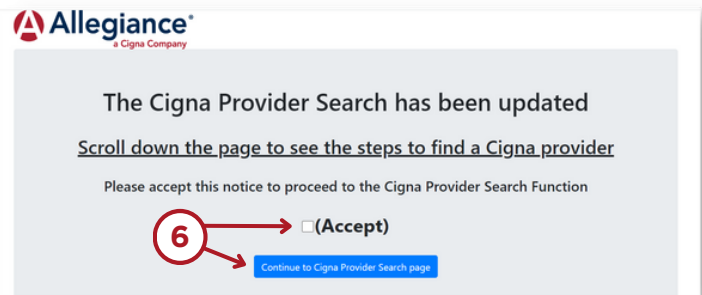 Allegiance®
a Cigna Company
The Cigna Provider Search has been updated
Scroll down the page to see the steps to find a Cigna provider
Please accept this notice to proceed to the Cigna Provider Search Function
6
(Accept)
Continue to Cigna Provider Search page